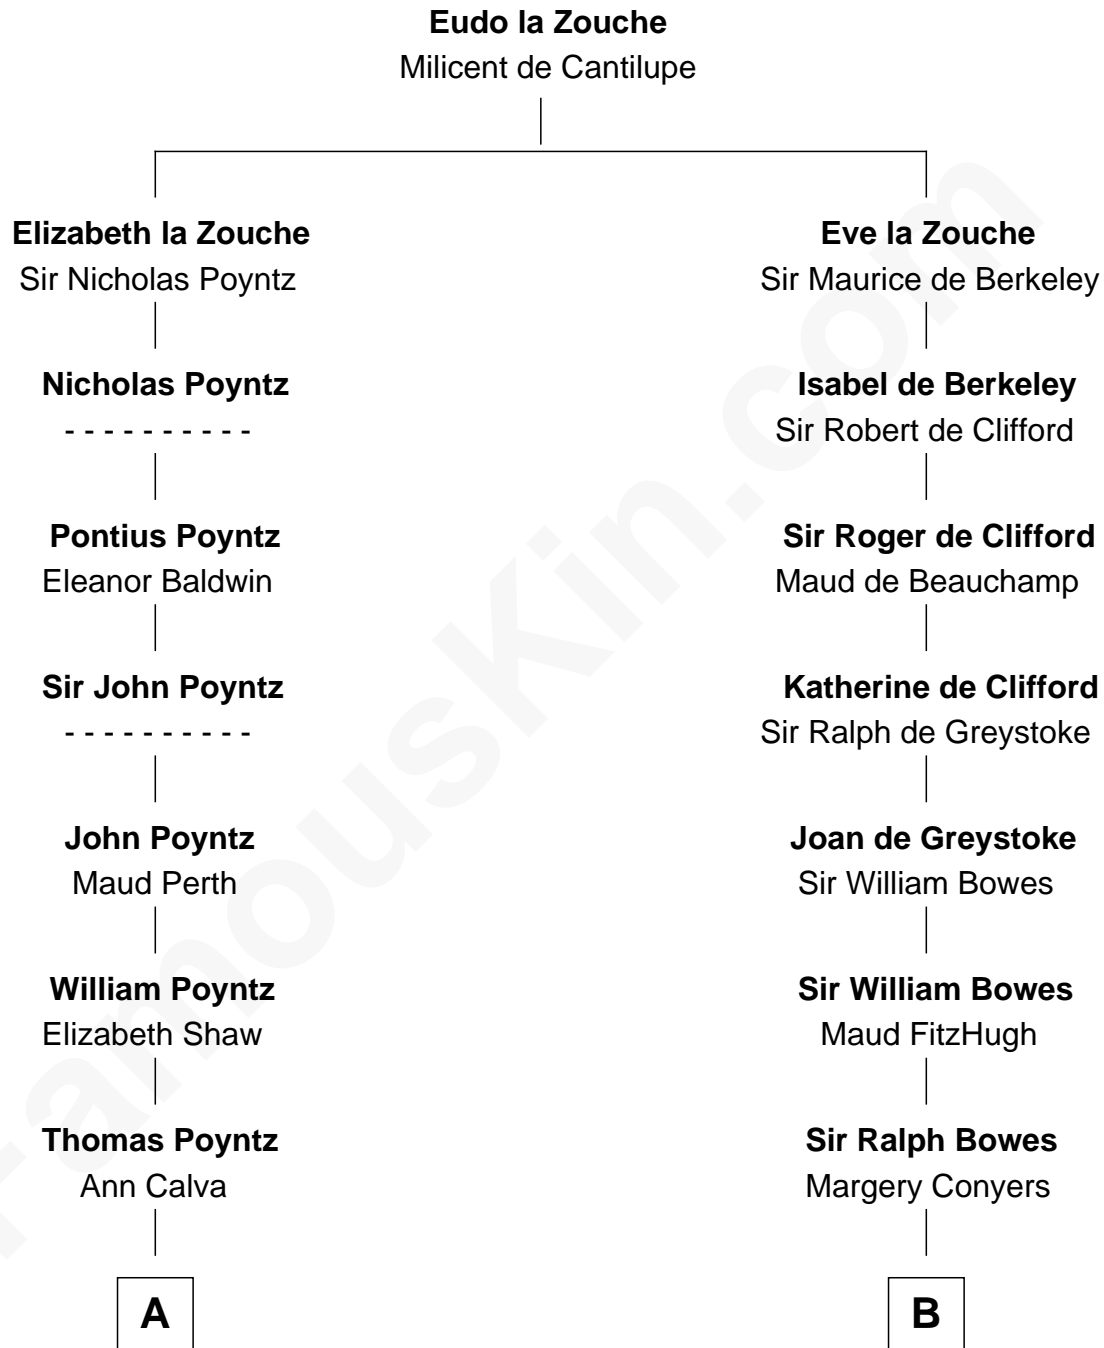 Eudo la Zouche
Milicent de Cantilupe
Elizabeth la Zouche
Sir Nicholas Poyntz
Nicholas Poyntz
- - - - - - - - - -
Pontius Poyntz
Eleanor Baldwin
Sir John Poyntz
- - - - - - - - - -
John Poyntz
Maud Perth
William Poyntz
Elizabeth Shaw
Thomas Poyntz
Ann Calva
A
Eve la Zouche
Sir Maurice de Berkeley
Isabel de Berkeley
Sir Robert de Clifford
Sir Roger de Clifford
Maud de Beauchamp
Katherine de Clifford
Sir Ralph de Greystoke
Joan de Greystoke
Sir William Bowes
Sir William Bowes
Maud FitzHugh
Sir Ralph Bowes
Margery Conyers
B
FamousKin.com